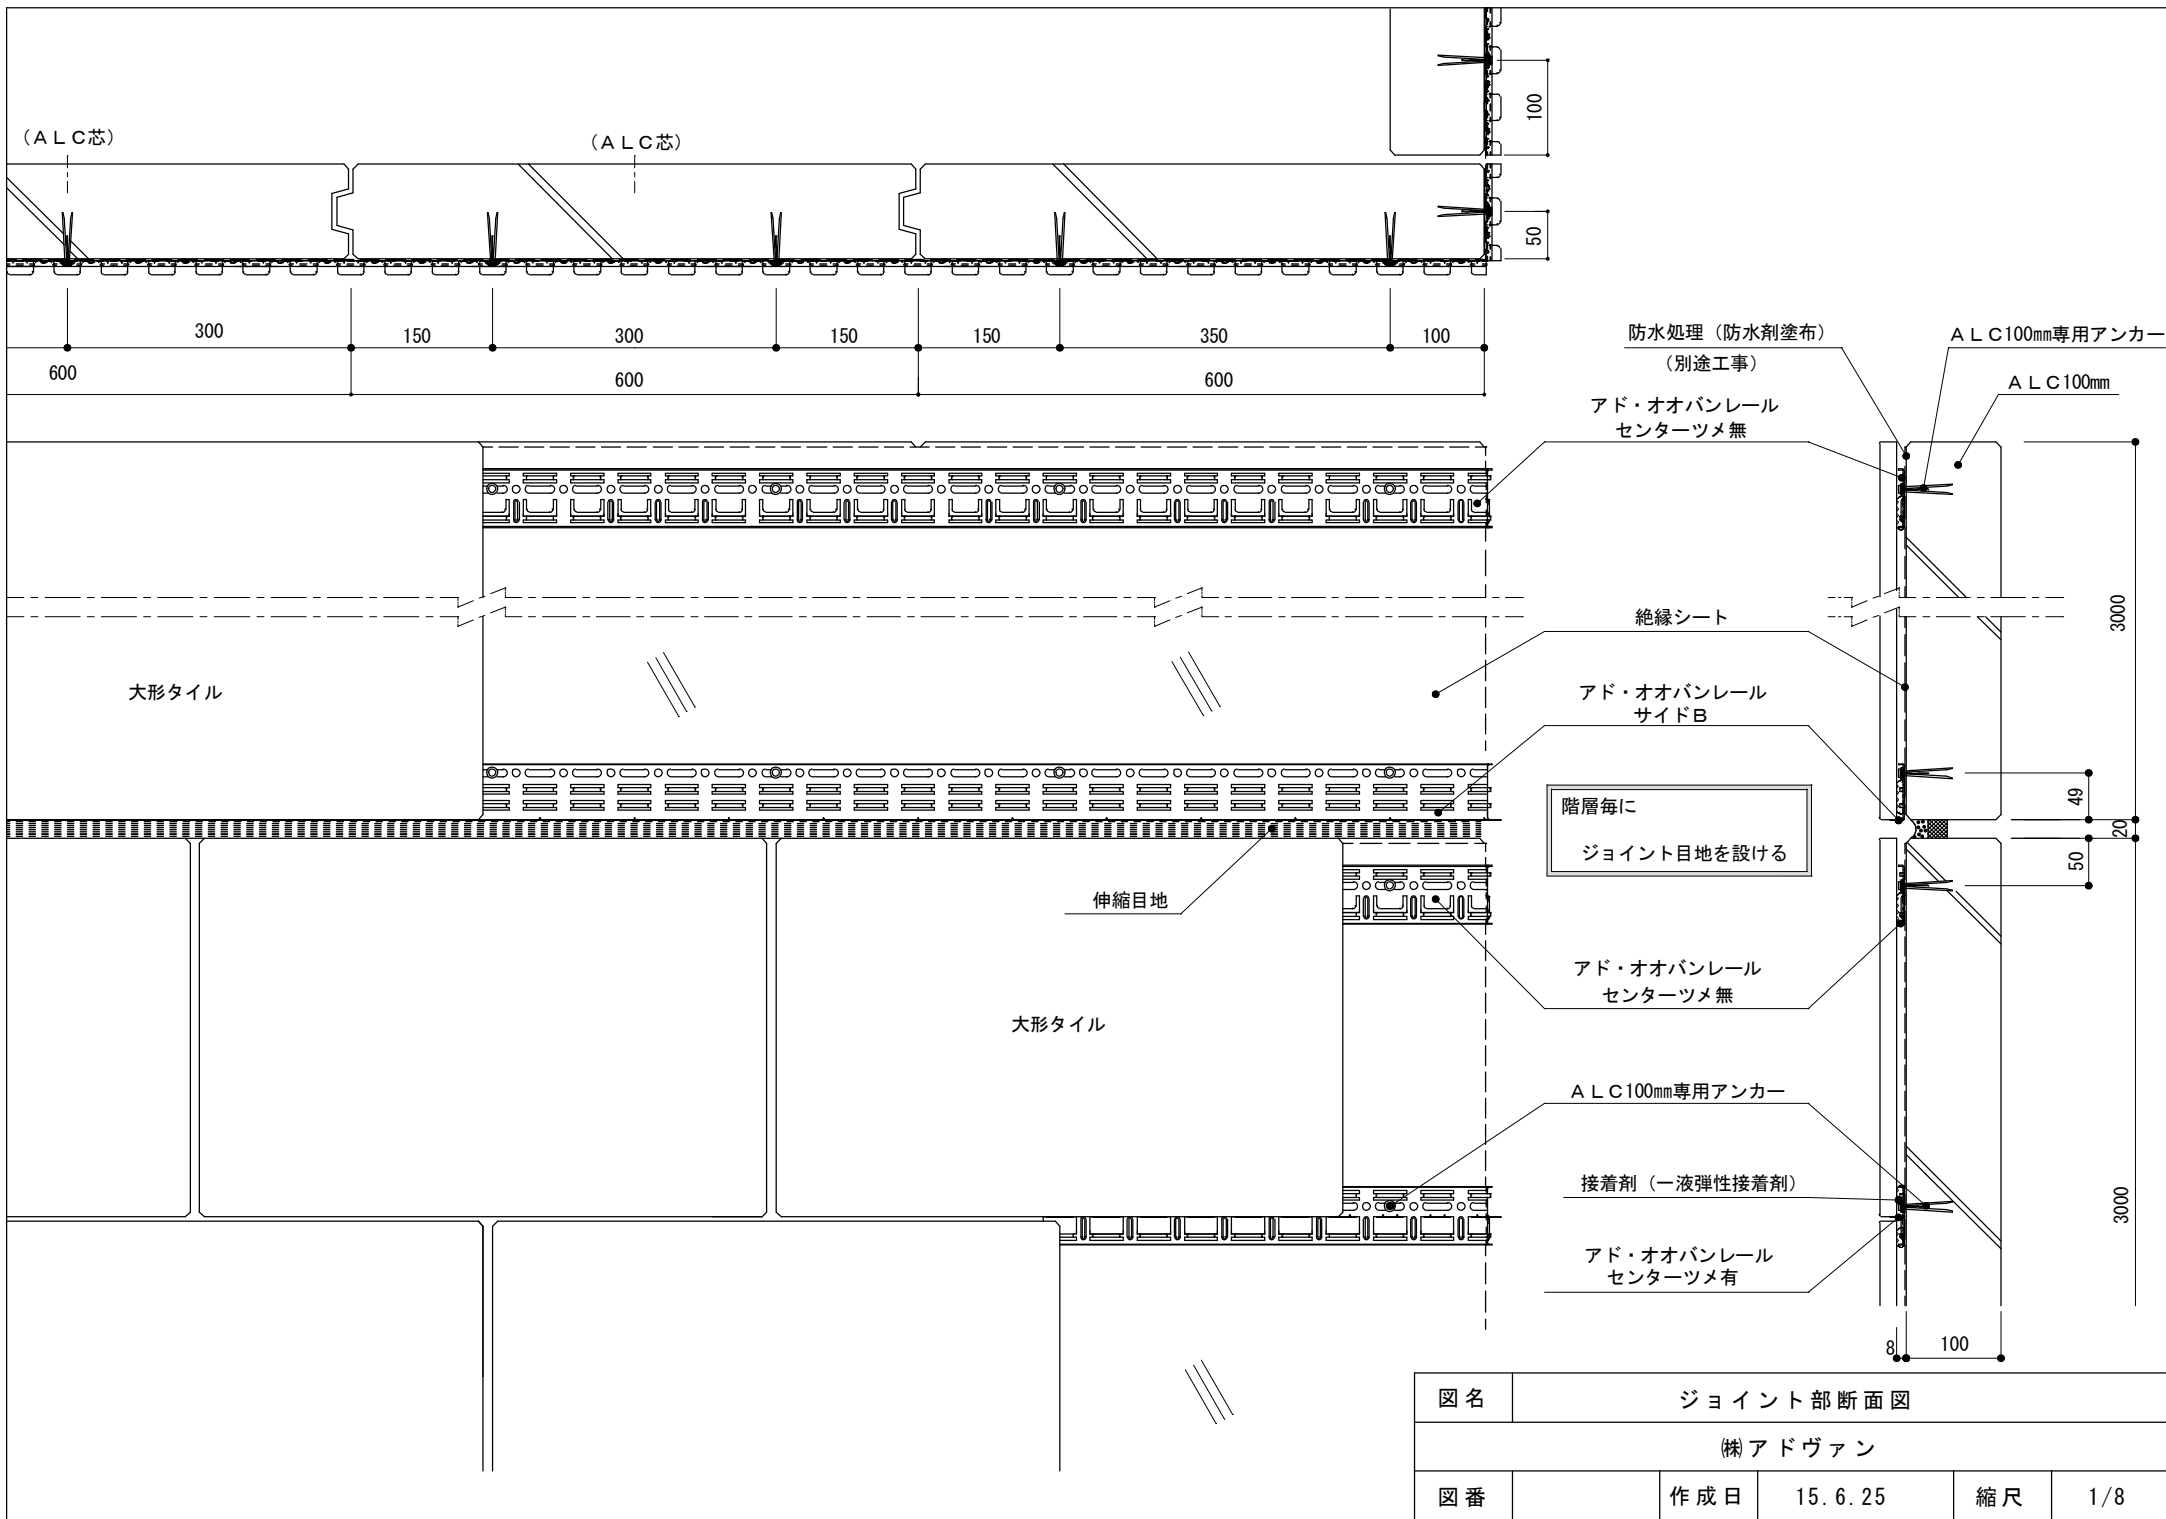 (ALC芯)
(ALC芯)
100
50
300
150
300
150
150
350
100
600
600
600
防水処理(防水剤塗布)
(別途工事)
ALC100㎜専用アンカー
ALC100㎜
アド・オオバンレール
センターツメ無
3000
絶縁シート
大形タイル
アド・オオバンレール
サイドB
階層毎に
ジョイント目地を設ける
49
20
50
伸縮目地
アド・オオバンレール
センターツメ無
大形タイル
ALC100㎜専用アンカー
接着剤(一液弾性接着剤)
3000
アド・オオバンレール
センターツメ有
8
100
図名 ジョイント部断面図
㈱アドヴァン
図番 作成日 15.6.25 縮尺 1/8